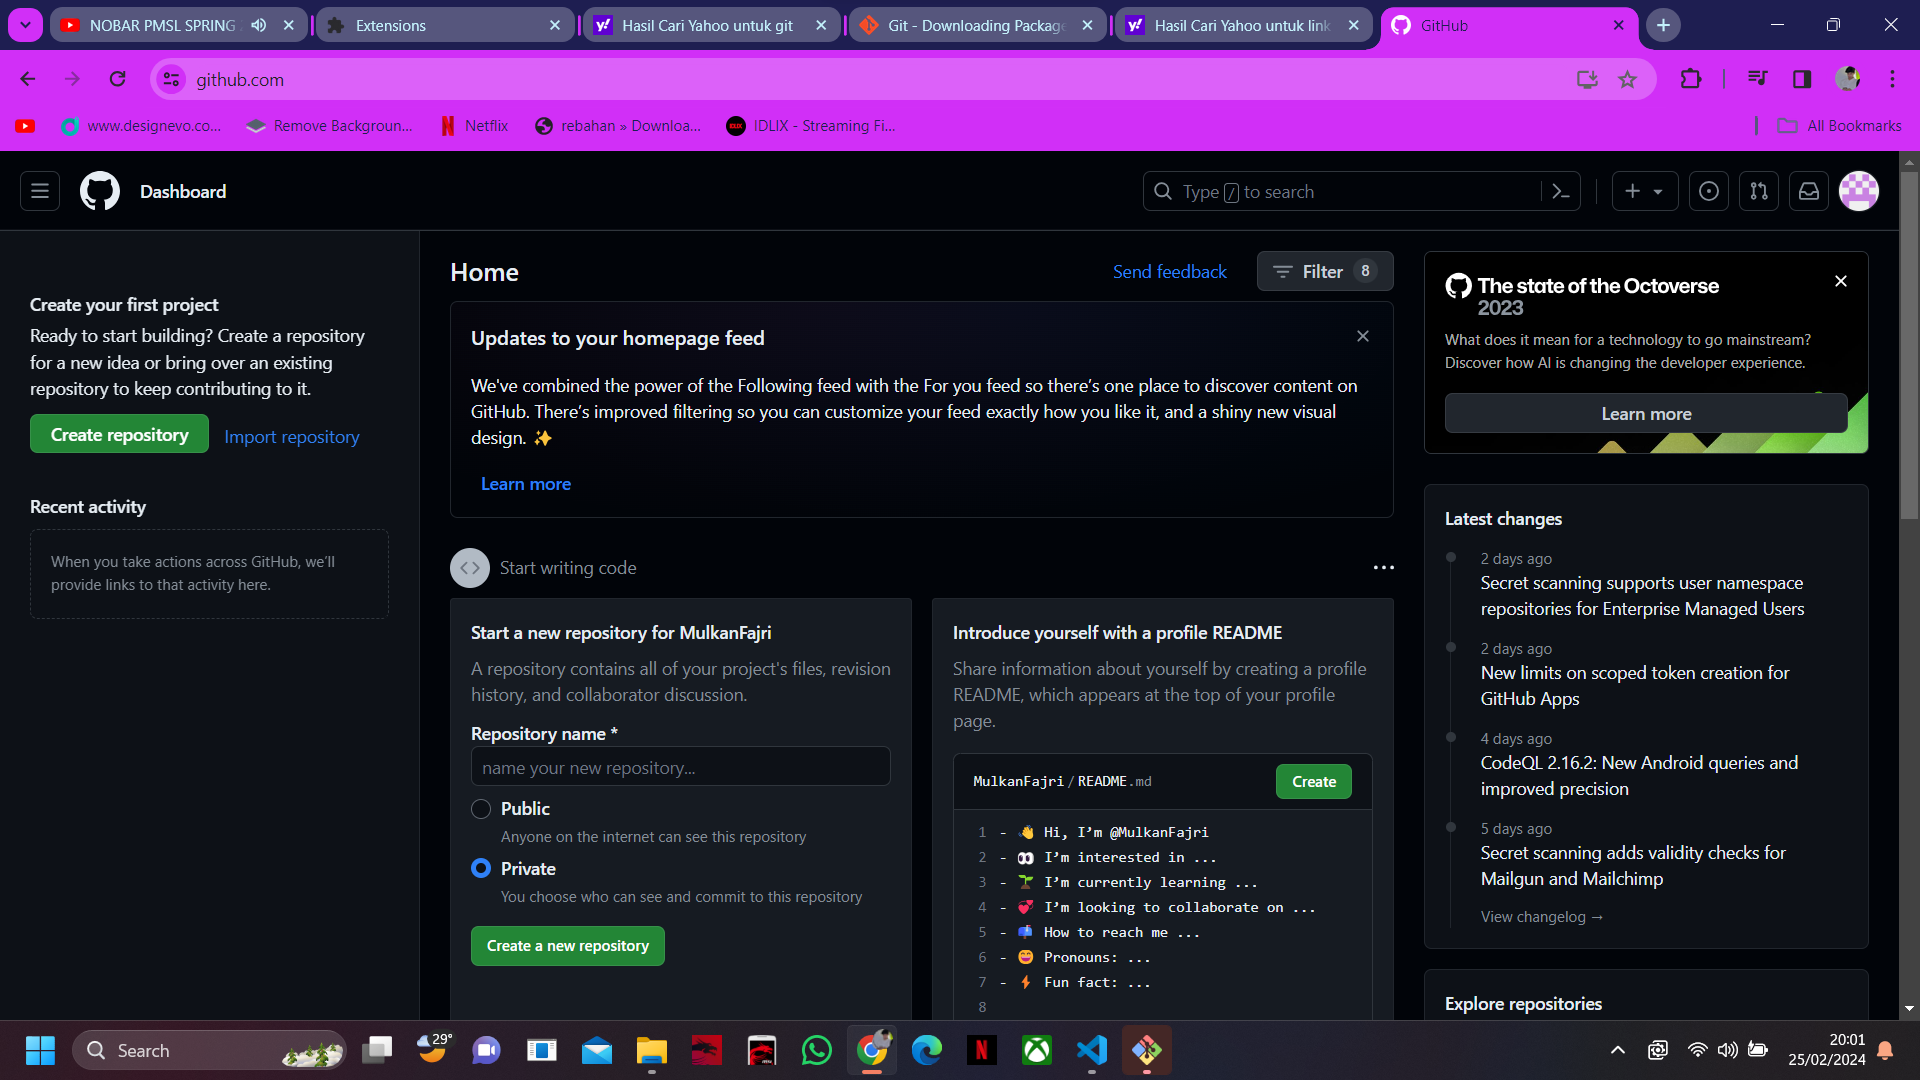 NOBAR PMSL SPRING
Extensions
Hasil Cari Yahoo untuk git
Git - Downloading Package
Hasil Cari Yahoo untuk link
GitHub
github.com
www.designevo.co...
Remove Backgroun...
Netflix
rebahan » Downloa...
IDLIX - Streaming Fi...
All Bookmarks
Dashboard
Type / to search
Create your first project
Ready to start building? Create a repository
for a new idea or bring over an existing
repository to keep contributing to it.
Create repository
Import repository
Recent activity
When you take actions across GitHub, we'll
provide links to that activity here.
Home
Send feedback
Filter 8
Updates to your homepage feed
We've combined the power of the Following feed with the For you feed so there's one place to discover content on
GitHub. There's improved filtering so you can customize your feed exactly how you like it, and a shiny new visual
design. ✨
Learn more
Start writing code
Start a new repository for MulkanFajri
A repository contains all of your project's files, revision
history, and collaborator discussion.
Repository name *
name your new repository...
Public
Anyone on the internet can see this repository
Private
You choose who can see and commit to this repository
Create a new repository
Introduce yourself with a profile README
Share information about yourself by creating a profile
README, which appears at the top of your profile
page.
MulkanFajri / README.md
Create
1 - 👋 Hi, I’m @MulkanFajri
2 - 👀 I’m interested in ...
3 - 🌱 I’m currently learning ...
4 - 💞️ I’m looking to collaborate on ...
5 - 📫 How to reach me ...
6 - 😄 Pronouns: ...
7 - ⚡ Fun fact: ...
8
The state of the Octoverse
2023
What does it mean for a technology to go mainstream?
Discover how AI is changing the developer experience.
Learn more
Latest changes
2 days ago
Secret scanning supports user namespace
repositories for Enterprise Managed Users
2 days ago
New limits on scoped token creation for
GitHub Apps
4 days ago
CodeQL 2.16.2: New Android queries and
improved precision
5 days ago
Secret scanning adds validity checks for
Mailgun and Mailchimp
View changelog →
Explore repositories
Search
29°
20:01
25/02/2024